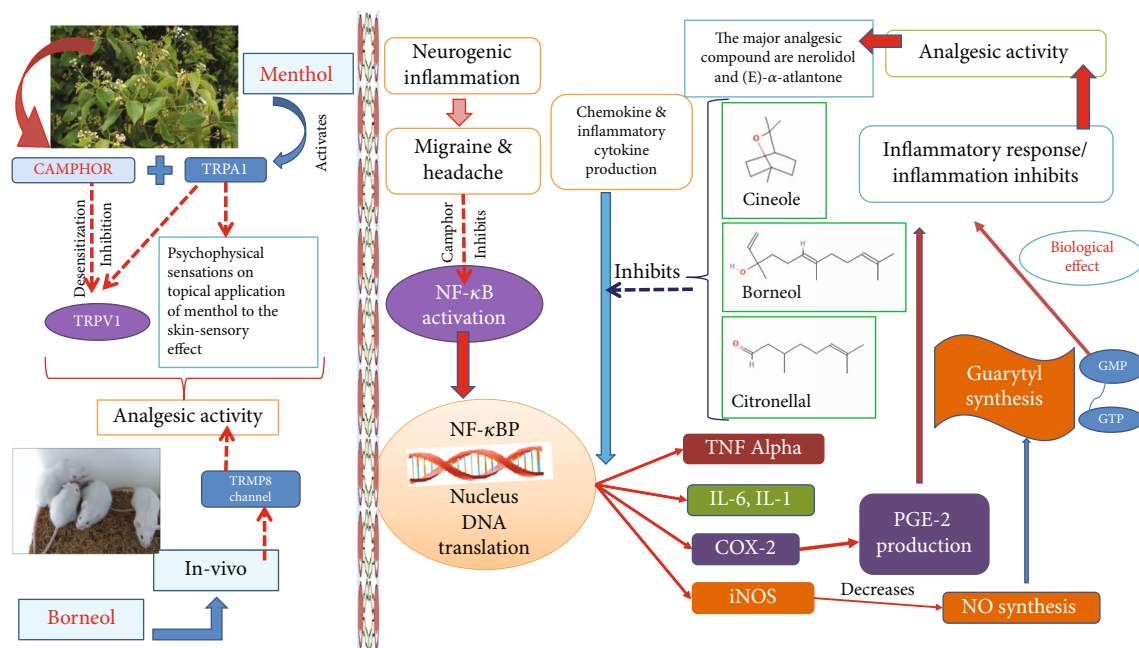 Menthol
Activates
CAMPHOR
TRPA1
Desensitization
Inhibition
TRPV1
Psychophysical
sensations on
topical application
of menthol to the
skin-sensory
effect
Analgesic activity
TRMP8
channel
In-vivo
Borneol
Neurogenic
inflammation
Migraine &
headache
Camphor
Inhibits
NF-κB
activation
NF-κBP
Nucleus
DNA
translation
Chemokine &
inflammatory
cytokine
production
Inhibits
The major analgesic
compound are nerolidol
and (E)-α-atlantone
Analgesic activity
O
Cineole
H
O
H
Borneol
O
H
Citronellal
Inflammatory response/
inflammation inhibits
Biological
effect
Guarytyl
synthesis
GMP
GTP
TNF Alpha
IL-6, IL-1
COX-2
PGE-2
production
iNOS
Decreases
NO synthesis